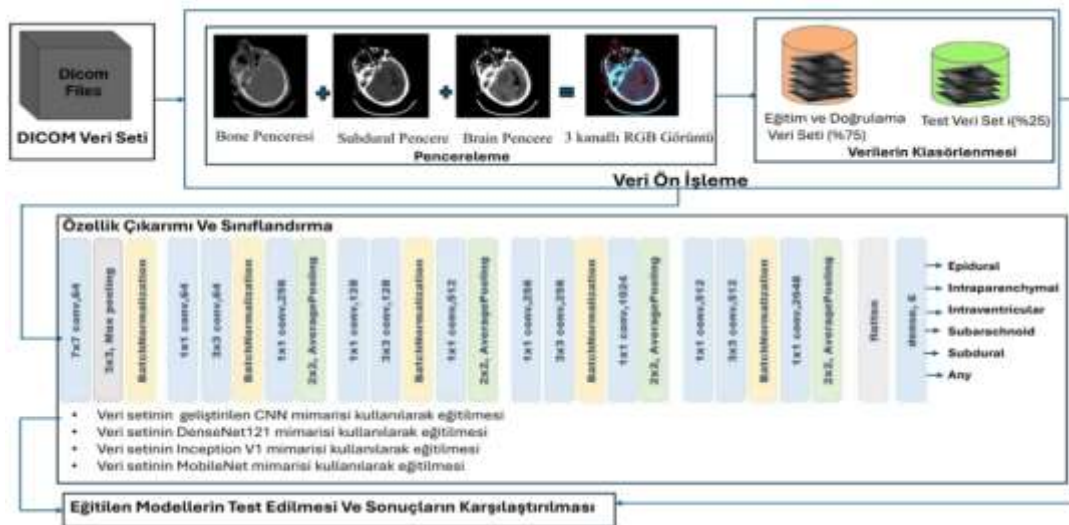 Dicom
Files
DICOM Veri Seti
Bone Penceresi
Subdural Pencere
Brain Pencere
3 kanallı RGB Görüntü
Pencereleme
Eğitim ve Doğrulama
Veri Seti (%75)
Test Veri Set i(%25)
Verilerin Klasörlenmesi
Veri Ön İşleme
Özellik Çıkarımı Ve Sınıflandırma
7x7 conv,64
3x3, Max pooling
BatchNormalization
1x1 conv,64
3x3 conv,64
BatchNormalization
1x1 conv,256
2x2, AveragePooling
1x1 conv,128
3x3 conv,128
BatchNormalization
1x1 conv,512
2x2, AveragePooling
1x1 conv,256
3x3 conv,256
BatchNormalization
1x1 conv,1024
2x2, AveragePooling
1x1 conv,512
3x3 conv,512
BatchNormalization
1x1 conv,2048
2x2, AveragePooling
flatten
dense, 6
Epidural
Intraparenchymal
Intraventricular
Subarachnoid
Subdural
Any
• Veri setinin geliştirilen CNN mimarisi kullanılarak eğitilmesi
• Veri setinin DenseNet121 mimarisi kullanılarak eğitilmesi
• Veri setinin Inception V1 mimarisi kullanılarak eğitilmesi
• Veri setinin MobileNet mimarisi kullanılarak eğitilmesi
Eğitilen Modellerin Test Edilmesi Ve Sonuçların Karşılaştırılması